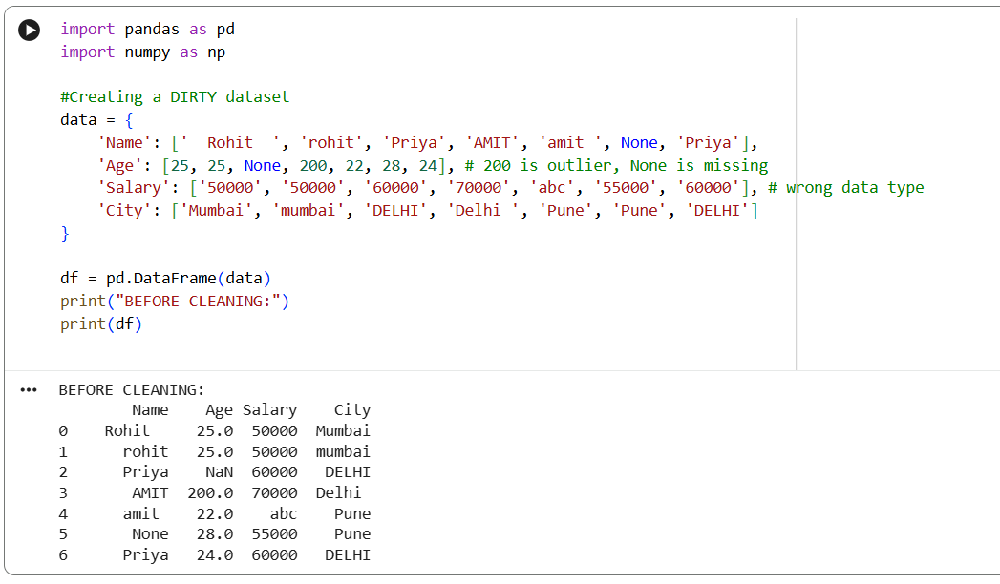 import pandas as pd
import numpy as np
#Creating a DIRTY dataset
data = {
    'Name': ['  Rohit  ', 'rohit', 'Priya', 'AMIT', 'amit ', None, 'Priya'],
    'Age': [25, 25, None, 200, 22, 28, 24], # 200 is outlier, None is missing
    'Salary': ['50000', '50000', '60000', '70000', 'abc', '55000', '60000'], # wrong data type
    'City': ['Mumbai', 'mumbai', 'DELHI', 'Delhi ', 'Pune', 'Pune', 'DELHI']
}
df = pd.DataFrame(data)
print("BEFORE CLEANING:")
print(df)
BEFORE CLEANING:
        Name    Age Salary    City
0    Rohit     25.0  50000  Mumbai
1      rohit   25.0  50000  mumbai
2      Priya    NaN  60000   DELHI
3       AMIT  200.0  70000  Delhi 
4      amit    22.0    abc    Pune
5       None   28.0  55000    Pune
6      Priya   24.0  60000   DELHI